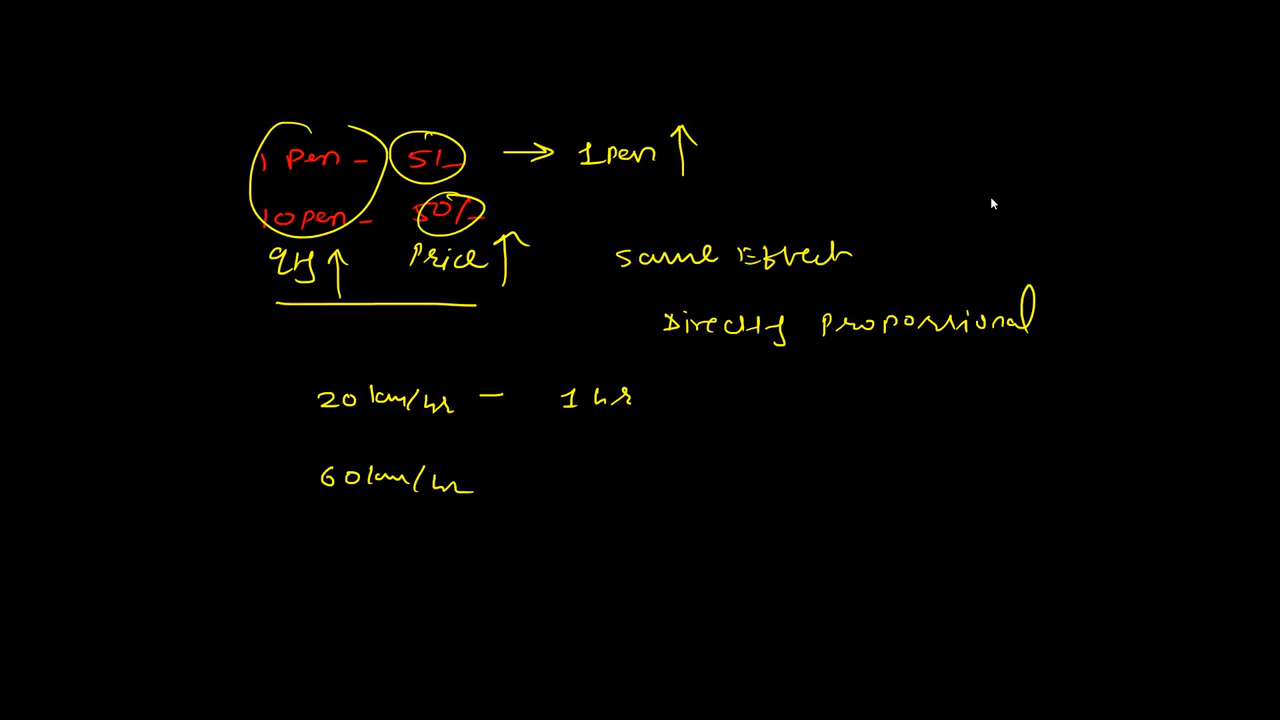 1 Pen - 5/- → 1 pen ↑
10 pen - 50/-
qty ↑ Price ↑ same Effect
Directly proportional
20 km/hr - 1 hr
60 km/hr